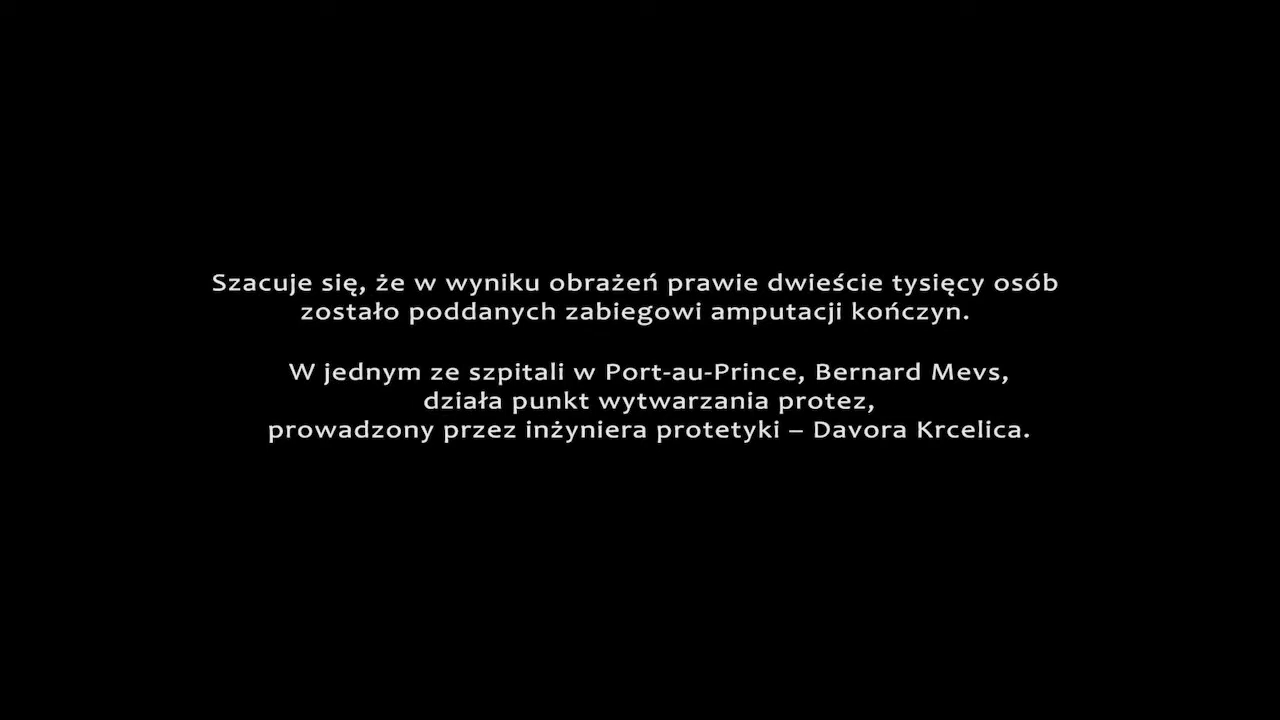 Szacuje się, że w wyniku obrażeń prawie dwieście tysięcy osób
zostało poddanych zabiegowi amputacji kończyn.
W jednym ze szpitali w Port-au-Prince, Bernard Mevs,
działa punkt wytwarzania protez,
prowadzony przez inżyniera protetyki – Davora Krcelica.